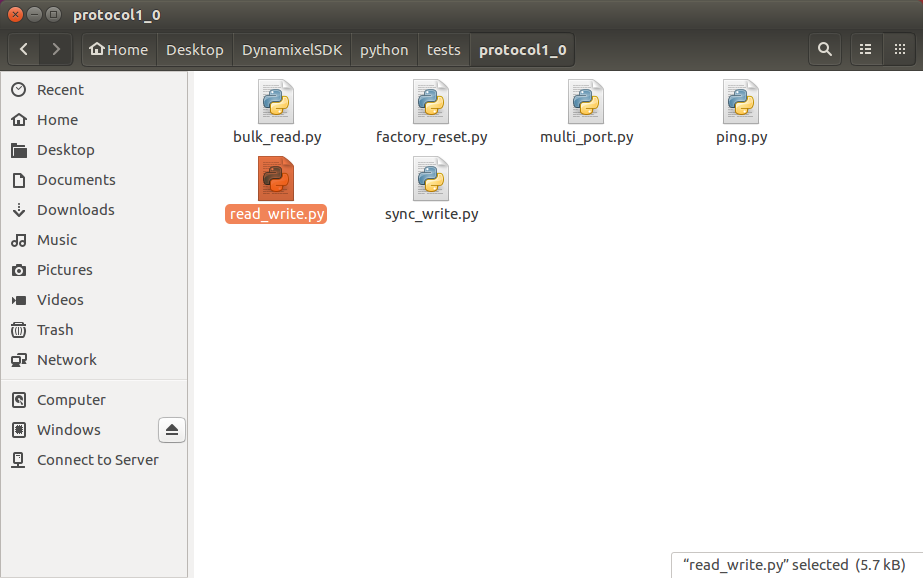 protocol1_0
Home Desktop DynamixelSDK python tests protocol1_0
Recent
Home
Desktop
Documents
Downloads
Music
Pictures
Videos
Trash
Network
Computer
Windows
Connect to Server
bulk_read.py factory_reset.py multi_port.py ping.py
read_write.py sync_write.py
“read_write.py” selected (5.7 kB)